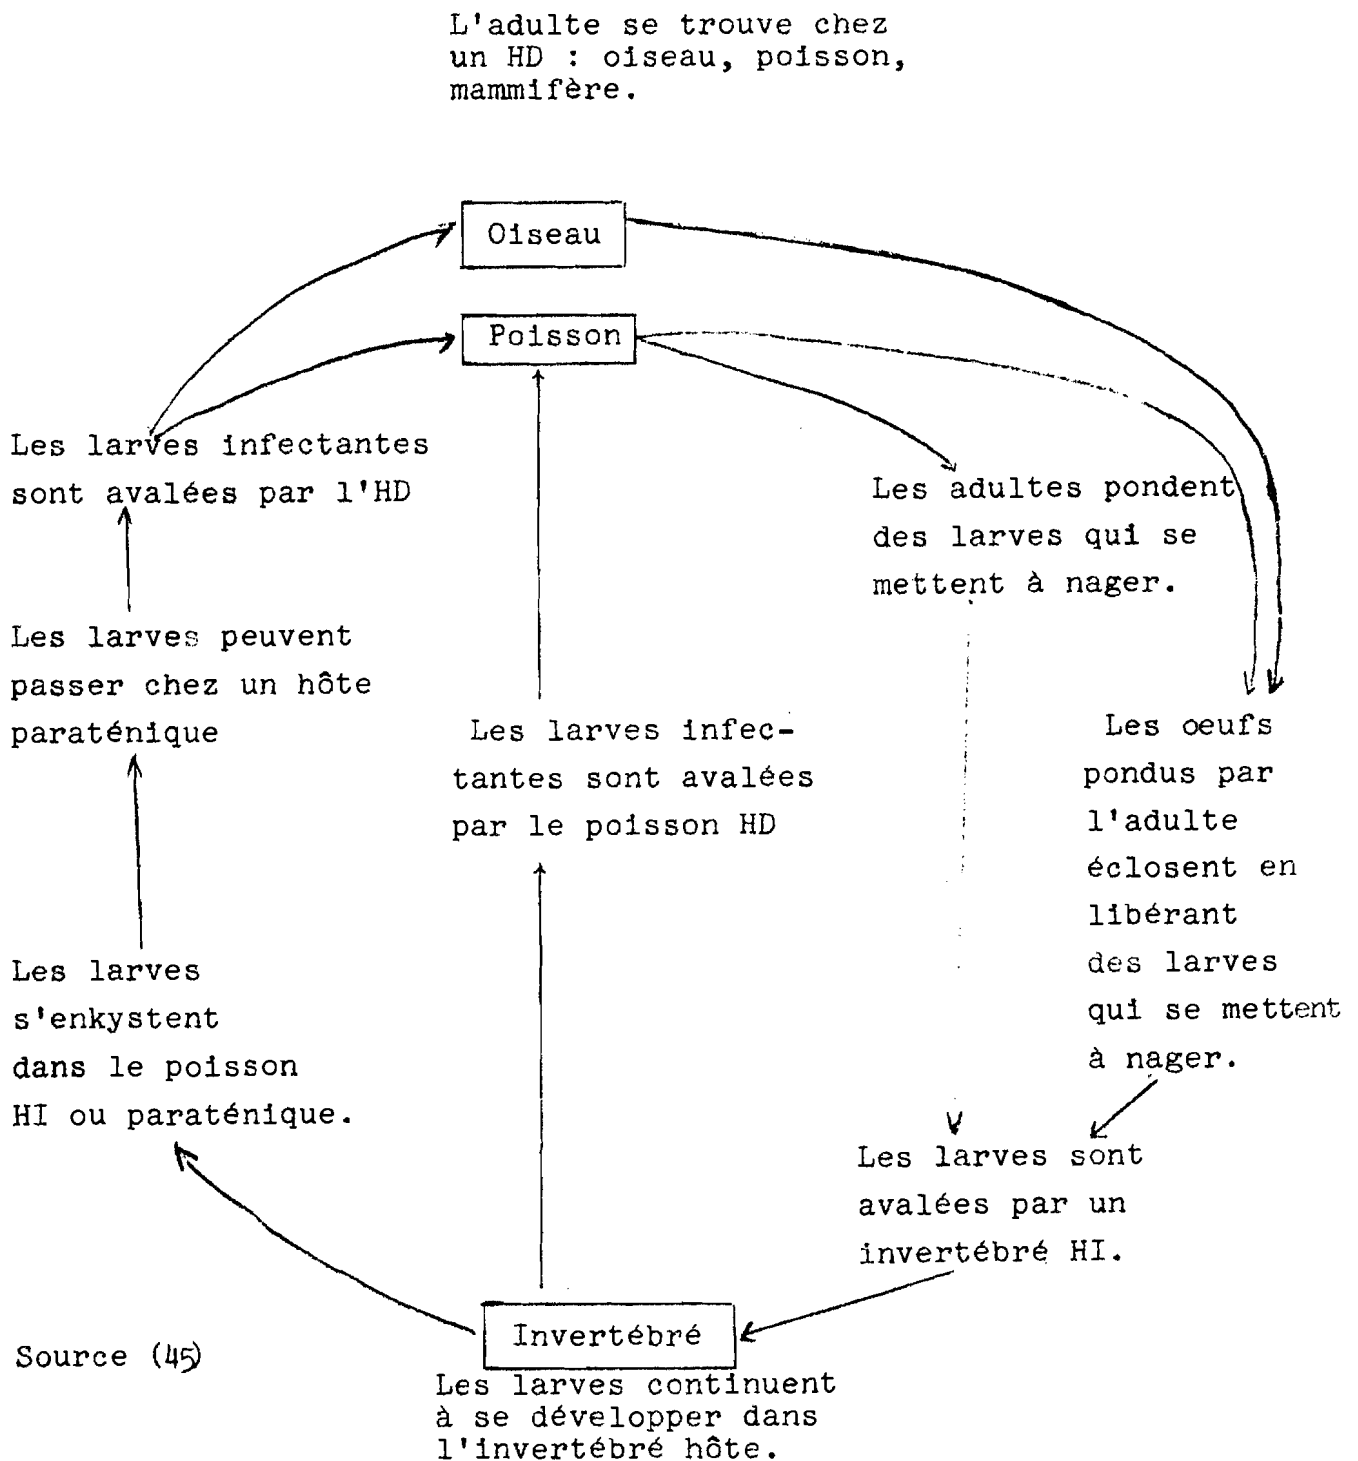 L'adulte se trouve chez
un HD : oiseau, poisson,
mammifère.
Oiseau
Poisson
Les larves infectantes
sont avalées par l'HD
Les adultes pondent
des larves qui se
mettent à nager.
Les larves peuvent
passer chez un hôte
paraténique
Les larves infec-
tantes sont avalées
par le poisson HD
Les oeufs
pondus par
l'adulte
éclosent en
libérant
des larves
qui se mettent
à nager.
Les larves
s'enkystent
dans le poisson
HI ou paraténique.
Les larves sont
avalées par un
invertébré HI.
Invertébré
Les larves continuent
à se développer dans
l'invertébré hôte.
Source (45)